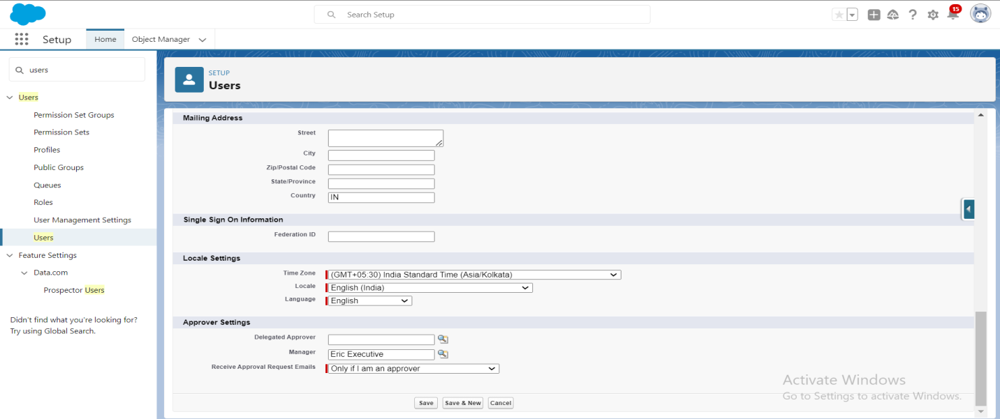 Search Setup
15
Setup
Home
Object Manager
users
Users
Permission Set Groups
Permission Sets
Profiles
Public Groups
Queues
Roles
User Management Settings
Users
Feature Settings
Data.com
Prospector Users
Didn't find what you're looking for?
Try using Global Search.
SETUP
Users
Mailing Address
Street
City
Zip/Postal Code
State/Province
Country IN
Single Sign On Information
Federation ID
Locale Settings
Time Zone (GMT+05:30) India Standard Time (Asia/Kolkata)
Locale English (India)
Language English
Approver Settings
Delegated Approver
Manager Eric Executive
Receive Approval Request Emails Only if I am an approver
Save Save & New Cancel
Activate Windows
Go to Settings to activate Windows.